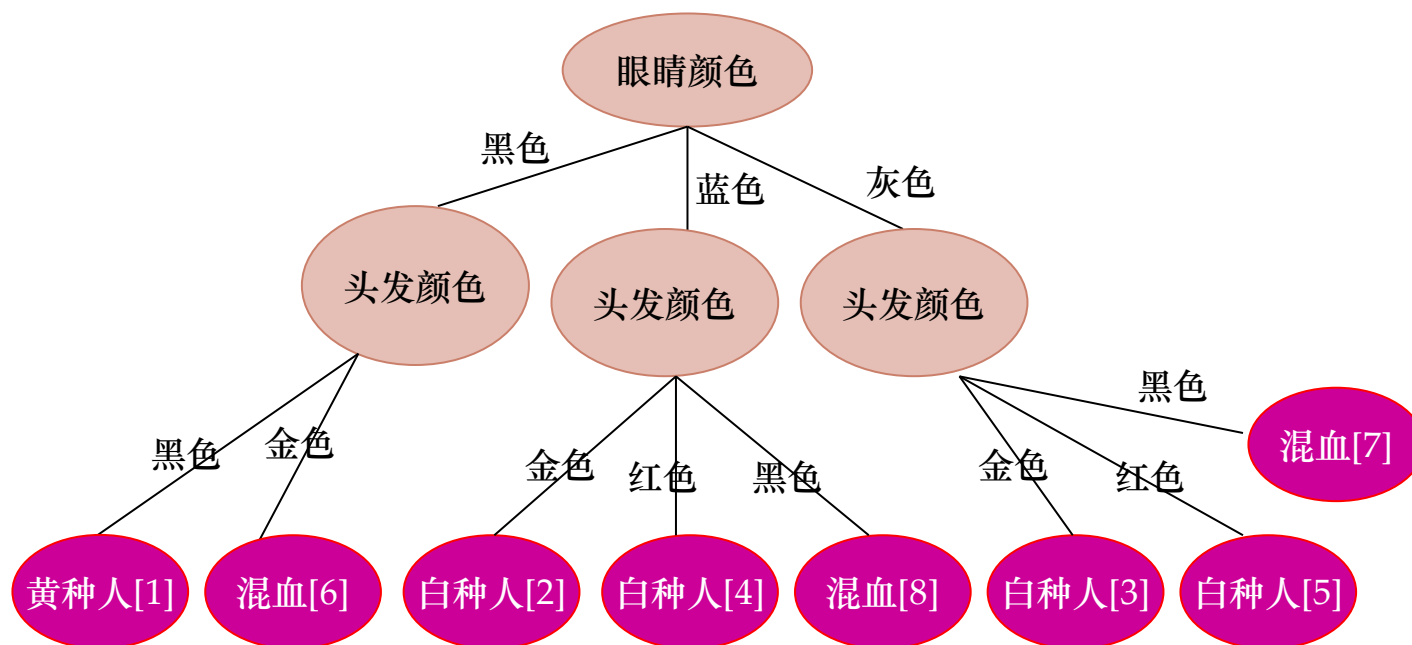 眼睛颜色
黑色
蓝色
灰色
头发颜色
头发颜色
头发颜色
黑色
金色
金色
红色
黑色
金色
红色
黑色
混血[7]
黄种人[1]
混血[6]
白种人[2]
白种人[4]
混血[8]
白种人[3]
白种人[5]